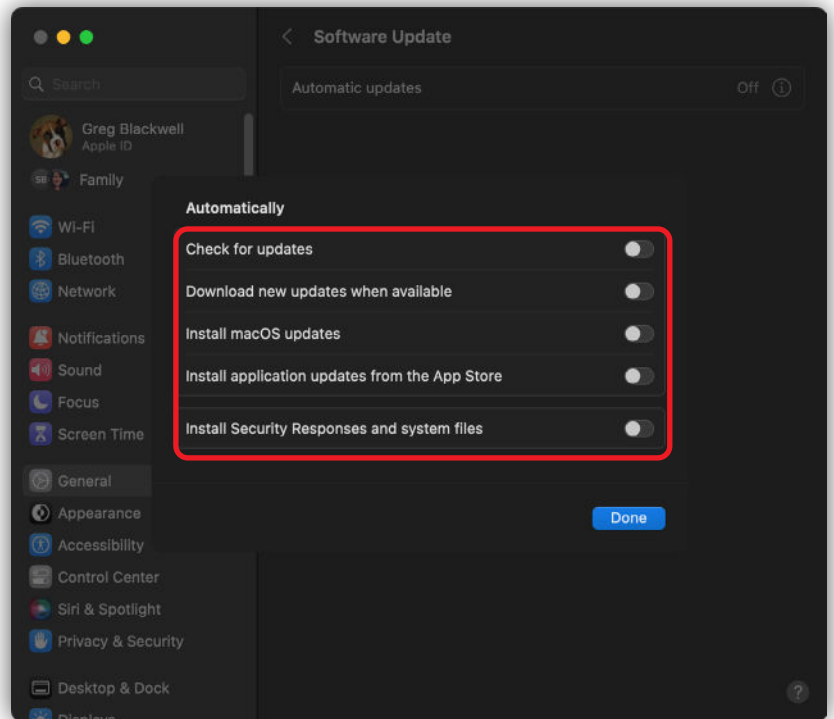 Software Update
Search
Automatic updates
Off
Greg Blackwell
Apple ID
SB
Family
Wi-Fi
Bluetooth
Network
Notifications
Sound
Focus
Screen Time
General
Appearance
Accessibility
Control Center
Siri & Spotlight
Privacy & Security
Desktop & Dock
Displays
Automatically
Check for updates
Download new updates when available
Install macOS updates
Install application updates from the App Store
Install Security Responses and system files
Done
?